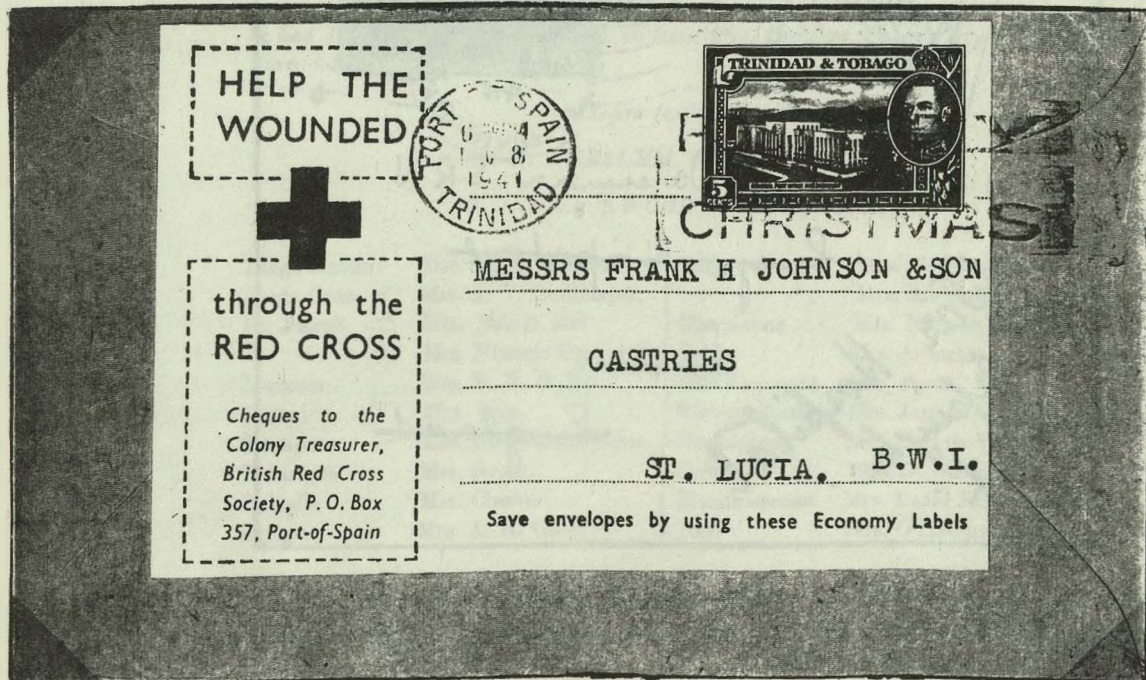 HELP THE
WOUNDED
through the
RED CROSS
Cheques to the
Colony Treasurer,
British Red Cross
Society, P. O. Box
357, Port-of-Spain
PORT SPAIN
8
1941
TRINIDAD
TRINIDAD & TOBAGO
5
CENTS
CHRISTMAS
MESSRS FRANK H JOHNSON &SON
CASTRIES
ST. LUCIA. B.W.I.
Save envelopes by using these Economy Labels